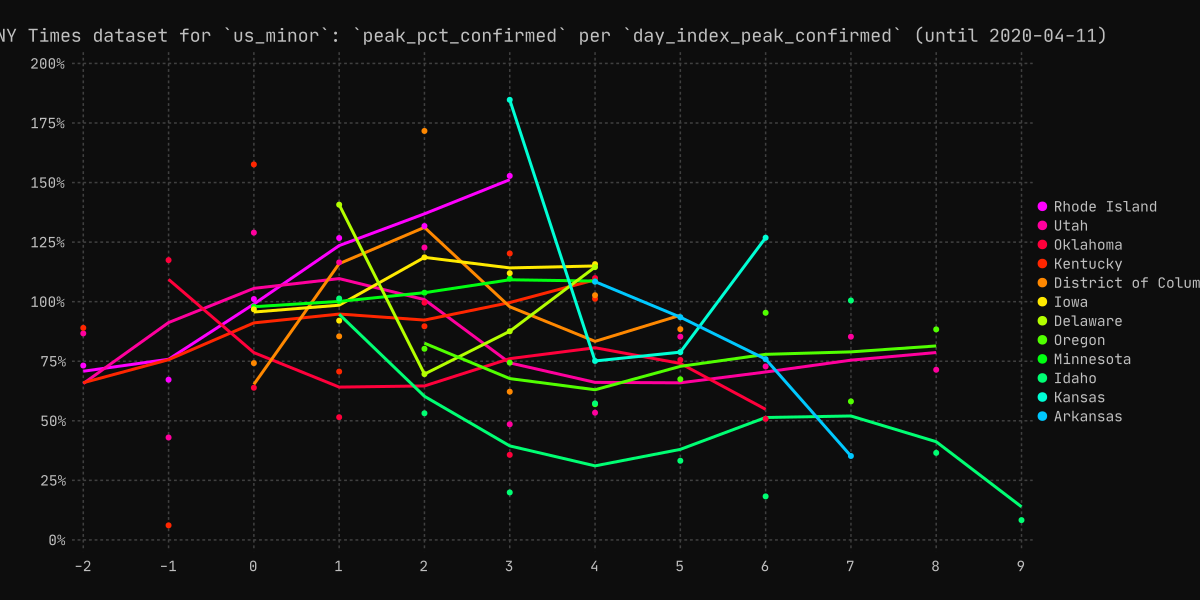 NY Times dataset for `us_minor`: `peak_pct_confirmed` per `day_index_peak_confirmed` (until 2020-04-11)
200%
175%
150%
125%
100%
75%
50%
25%
0%
-2 -1 0 1 2 3 4 5 6 7 8 9
Rhode Island
Utah
Oklahoma
Kentucky
District of Colum
Iowa
Delaware
Oregon
Minnesota
Idaho
Kansas
Arkansas